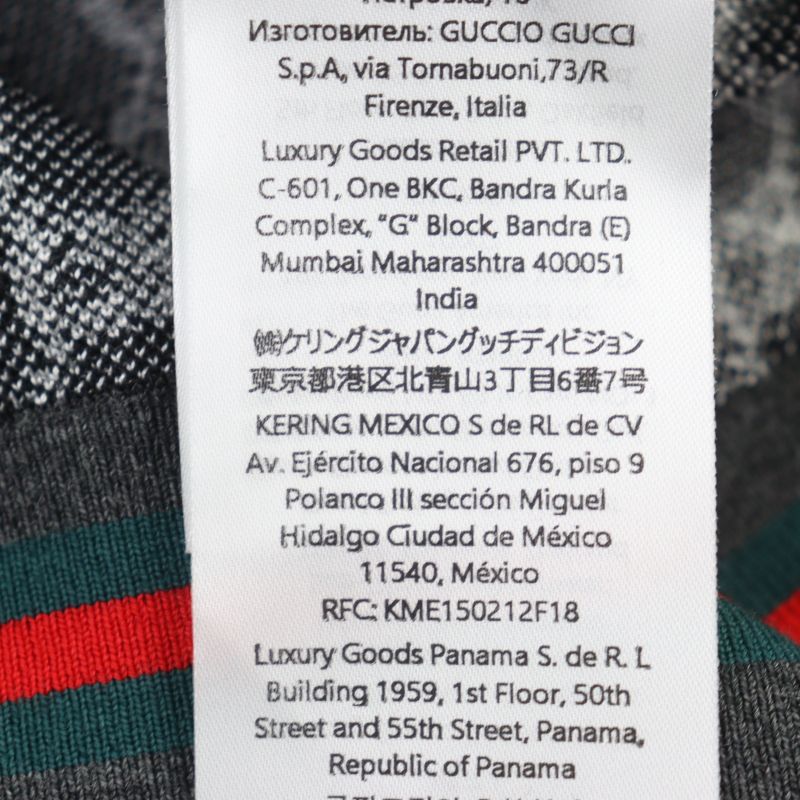 Изготовитель: GUCCIO GUCCI
S.p.A, via Tornabuoni,73/R
Firenze, Italia
Luxury Goods Retail PVT. LTD.
C-601, One BKC, Bandra Kurla
Complex, "G" Block, Bandra (E)
Mumbai Maharashtra 400051
India
㈱ケリングジャパングッチディビジョン
東京都港区北青山3丁目6番7号
KERING MEXICO S de RL de CV
Av. Ejército Nacional 676, piso 9
Polanco III sección Miguel
Hidalgo Ciudad de México
11540, México
RFC: KME150212F18
Luxury Goods Panama S. de R. L
Building 1959, 1st Floor, 50th
Street and 55th Street, Panama,
Republic of Panama